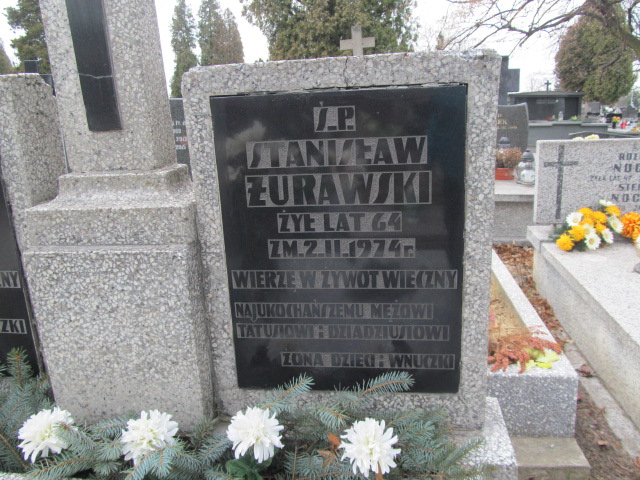 Ś.P.
STANISŁAW
ŻURAWSKI
ŻYŁ LAT 64
ZM. 2.II.1974 r.
WIERZĘ W ŻYWOT WIECZNY
NAJUKOCHAŃSZEMU MĘŻOWI
TATUSIOWI i DZIADZIUSIOWI
ŻONA DZIECI i WNUCZKI